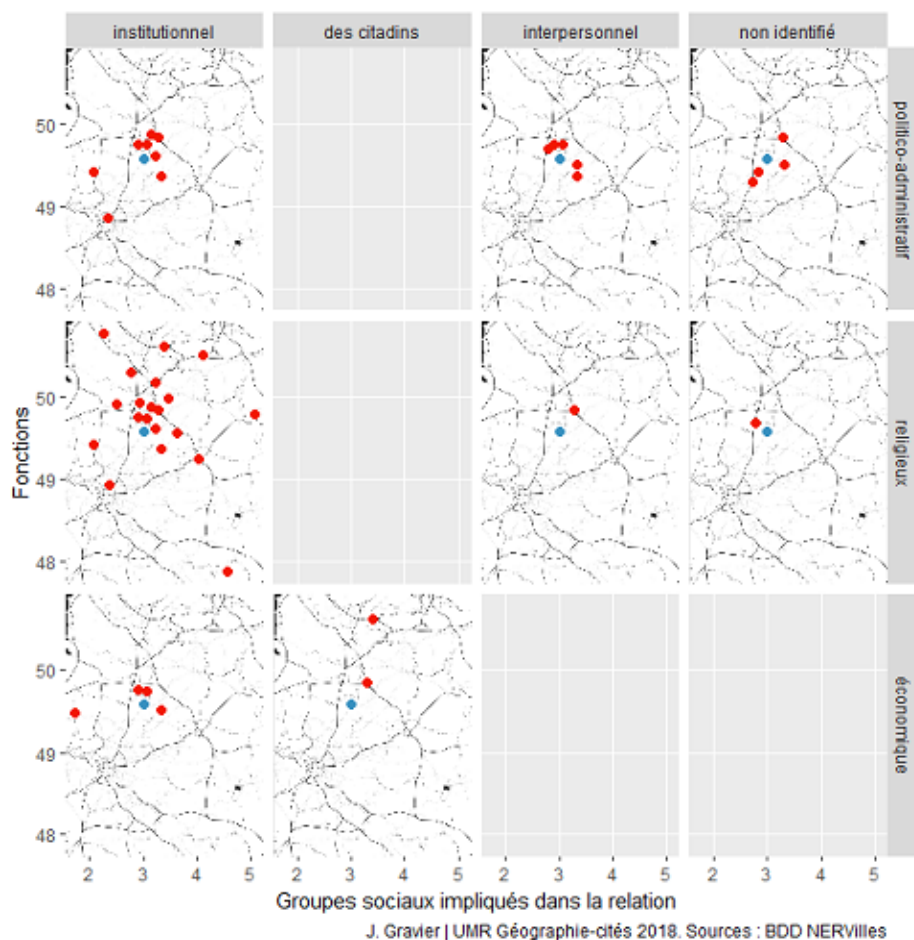 institutionnel des citadins interpersonnel non identifié
50
49
48
politico-administratif
50
49
48
religieux
50
49
48
économique
Fonctions
2 3 4 5 2 3 4 5 2 3 4 5 2 3 4 5
Groupes sociaux impliqués dans la relation
J. Gravier | UMR Géographie-cités 2018. Sources : BDD NERVilles